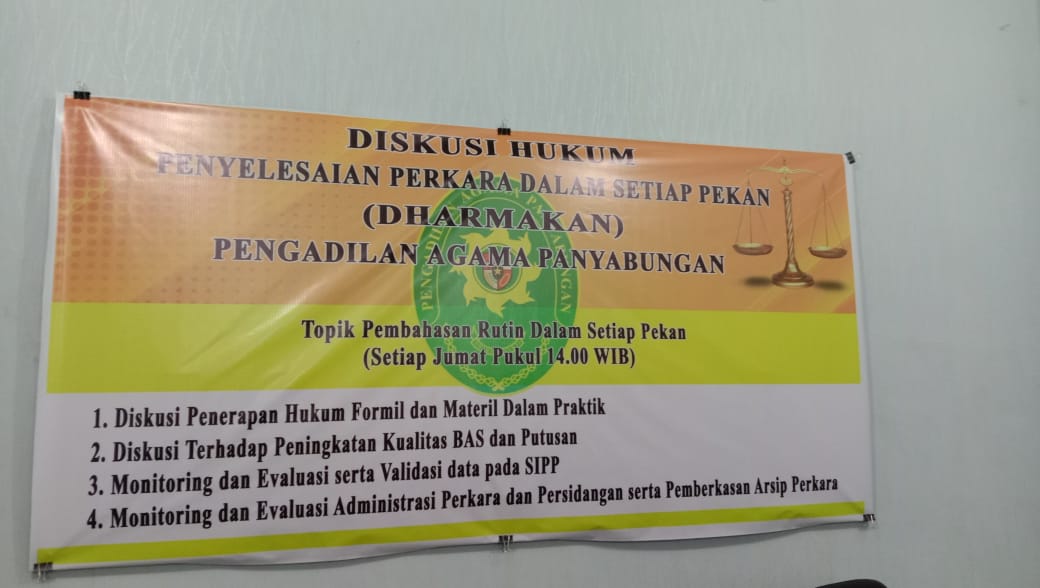 DISKUSI HUKUM
PENYELESAIAN PERKARA DALAM SETIAP PEKAN
(DHARMAKAN)
PENGADILAN AGAMA PANYABUNGAN
PENGADILAN AGAMA PANYABUNGAN
Topik Pembahasan Rutin Dalam Setiap Pekan
(Setiap Jumat Pukul 14.00 WIB)
1. Diskusi Penerapan Hukum Formil dan Materil Dalam Praktik
2. Diskusi Terhadap Peningkatan Kualitas BAS dan Putusan
3. Monitoring dan Evaluasi serta Validasi data pada SIPP
4. Monitoring dan Evaluasi Administrasi Perkara dan Persidangan serta Pemberkasan Arsip Perkara